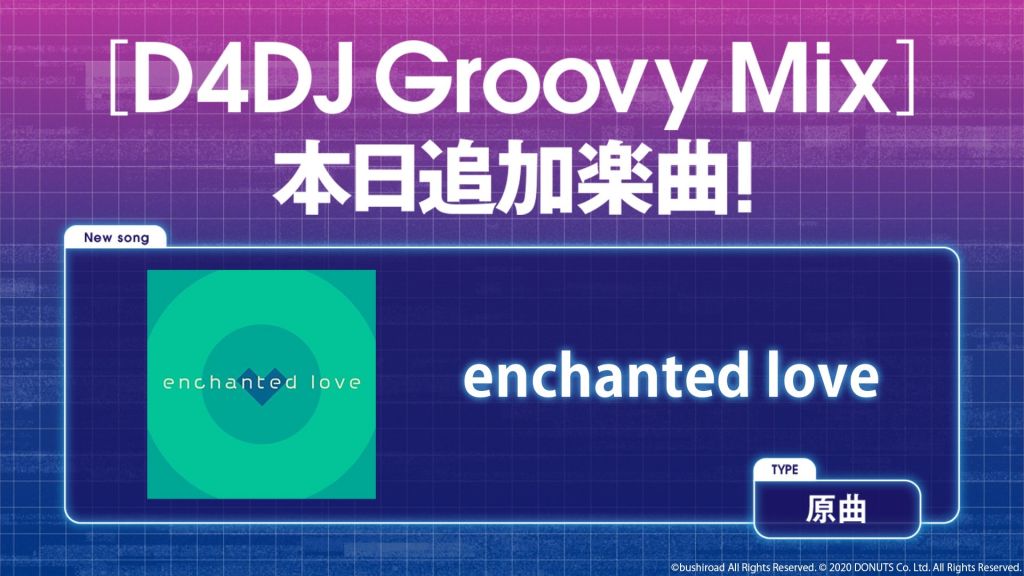 [D4DJ Groovy Mix]
本日追加楽曲!
New song
enchanted love
enchanted love
TYPE
原曲
©bushiroad All Rights Reserved. © 2020 DONUTS Co. Ltd. All Rights Reserved.